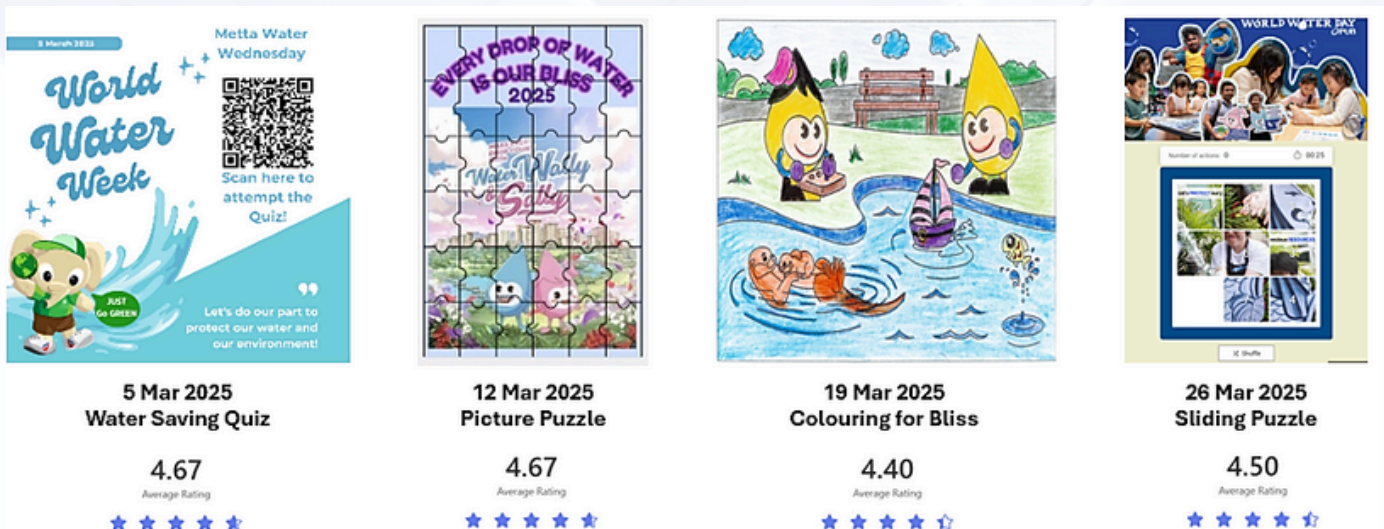 5 March 2025
Metta Water
Wednesday
World
Water
Week
Scan here to
attempt the
Quiz!
JUST
Go GREEN
"
Let's do our part to
protect our water and
our environment!
5 Mar 2025
Water Saving Quiz
4.67
Average Rating
EVERY DROP OF WATER
IS OUR BLISS
2025
Water Wally
& Sally
12 Mar 2025
Picture Puzzle
4.67
Average Rating
19 Mar 2025
Colouring for Bliss
4.40
Average Rating
WORLD WATER DAY
Number of actions: 0
00:25
4
Shuffle
26 Mar 2025
Sliding Puzzle
4.50
Average Rating